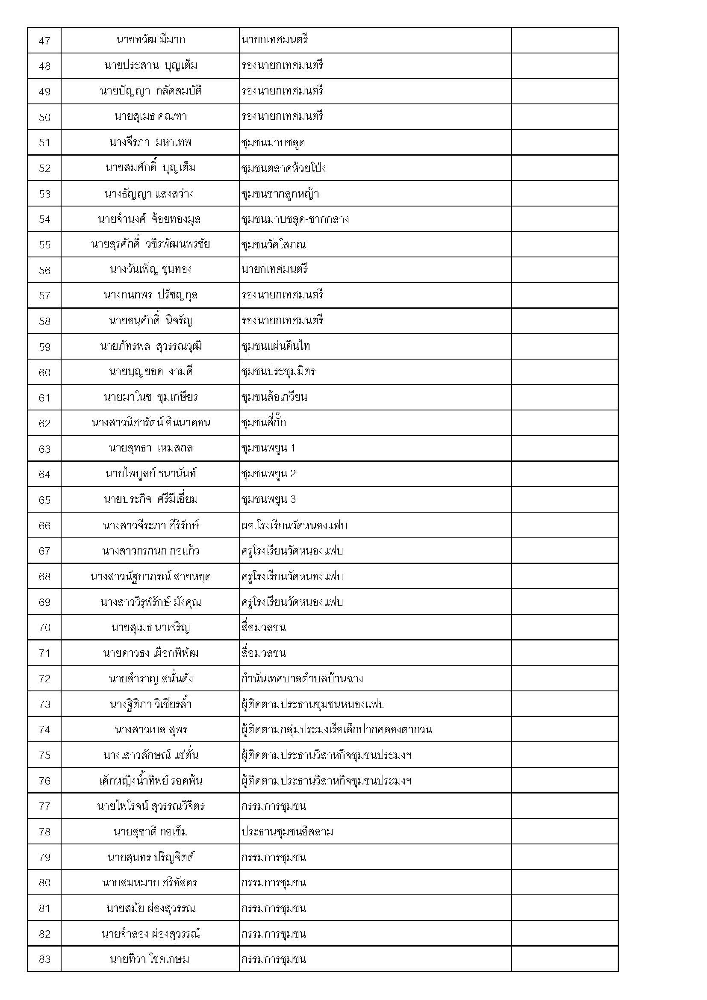 47 นายทวัฒ มีมาก นายกเทศมนตรี
48 นายประสาน บุญเต็ม รองนายกเทศมนตรี
49 นายปัญญา กลัดสมบัติ รองนายกเทศมนตรี
50 นายสุเมธ คณฑา รองนายกเทศมนตรี
51 นางจีรภา มหาเทพ ชุมชนมาบชลูด
52 นายสมศักดิ์ บุญเต็ม ชุมชนตลาดห้วยโป่ง
53 นางธัญญา แสงสว่าง ชุมชนซากลูกหญ้า
54 นายจำนงค์ จ้อยทองมูล ชุมชนมาบชลูด-ชากกลาง
55 นายสุรศักดิ์ วชิรพัฒนพรชัย ชุมชนวัดโสภณ
56 นางวันเพ็ญ ชุนทอง นายกเทศมนตรี
57 นางกนกพร ปรัชญกุล รองนายกเทศมนตรี
58 นายอนุศักดิ์ นิจรัญ รองนายกเทศมนตรี
59 นายภัทรพล สุวรรณวุฒิ ชุมชนแผ่นดินไท
60 นายบุญยอด งามดี ชุมชนประชุมมิตร
61 นายมาโนช ชุมเกษียร ชุมชนล้อเกวียน
62 นางสาวนิศารัตน์ อินนาดอน ชุมชนสี่กั๊ก
63 นายสุทธา เหมสถล ชุมชนพยูน 1
64 นายไพบูลย์ ธนานันท์ ชุมชนพยูน 2
65 นายประกิจ ศรีมีเอี่ยม ชุมชนพยูน 3
66 นางสาวจีระภา คีรีรักษ์ ผอ.โรงเรียนวัดหนองแฟบ
67 นางสาวกรกนก กอแก้ว ครูโรงเรียนวัดหนองแฟบ
68 นางสาวนัฐยาภรณ์ สายหยุด ครูโรงเรียนวัดหนองแฟบ
69 นางสาววิรุฬรักษ์ มังคุณ ครูโรงเรียนวัดหนองแฟบ
70 นายสุเมธ นาเจริญ สื่อมวลชน
71 นายดาวธง เผือกพิพัฒ สื่อมวลชน
72 นายสำราญ สนั่นดัง กำนันเทศบาลตำบลบ้านฉาง
73 นางฐิติภา วิเชียรล้ำ ผู้ติดตามประธานชุมชนหนองแฟบ
74 นางสาวเบล สุพร ผู้ติดตามกลุ่มประมงเรือเล็กปากคลองตากวน
75 นางเสาวลักษณ์ แซ่ตั่น ผู้ติดตามประธานวิสาหกิจชุมชนประมงฯ
76 เด็กหญิงน้ำทิพย์ รอดพ้น ผู้ติดตามประธานวิสาหกิจชุมชนประมงฯ
77 นายไพโรจน์ สุวรรณวิจิตร กรรมการชุมชน
78 นายสุชาติ กอเซ็ม ประธานชุมชนอิสลาม
79 นายสุนทร ปริญจิตต์ กรรมการชุมชน
80 นายสมหมาย ศรีอัสดร กรรมการชุมชน
81 นายสมัย ผ่องสุวรรณ กรรมการชุมชน
82 นายจำลอง ผ่องสุวรรณ์ กรรมการชุมชน
83 นายทิวา โชคเกษม กรรมการชุมชน